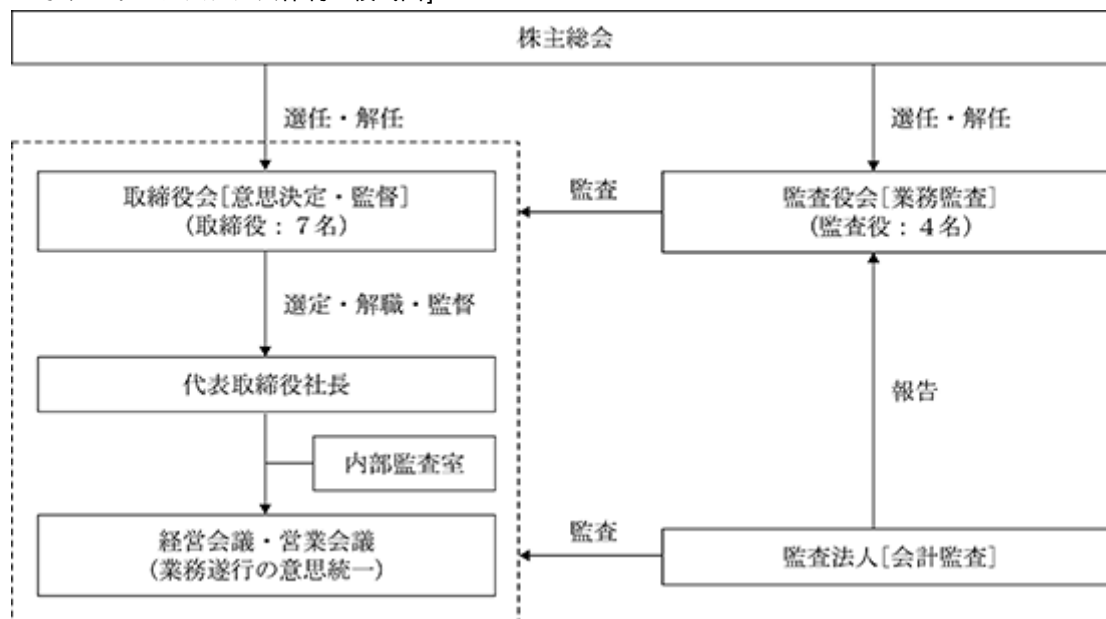 株主総会
選任・解任
選任・解任
取締役会[意思決定・監督]
(取締役：７名)
監査
監査役会[業務監査]
(監査役：４名)
選定・解職・監督
代表取締役社長
報告
内部監査室
経営会議・営業会議
(業務遂行の意思統一)
監査
監査法人[会計監査]